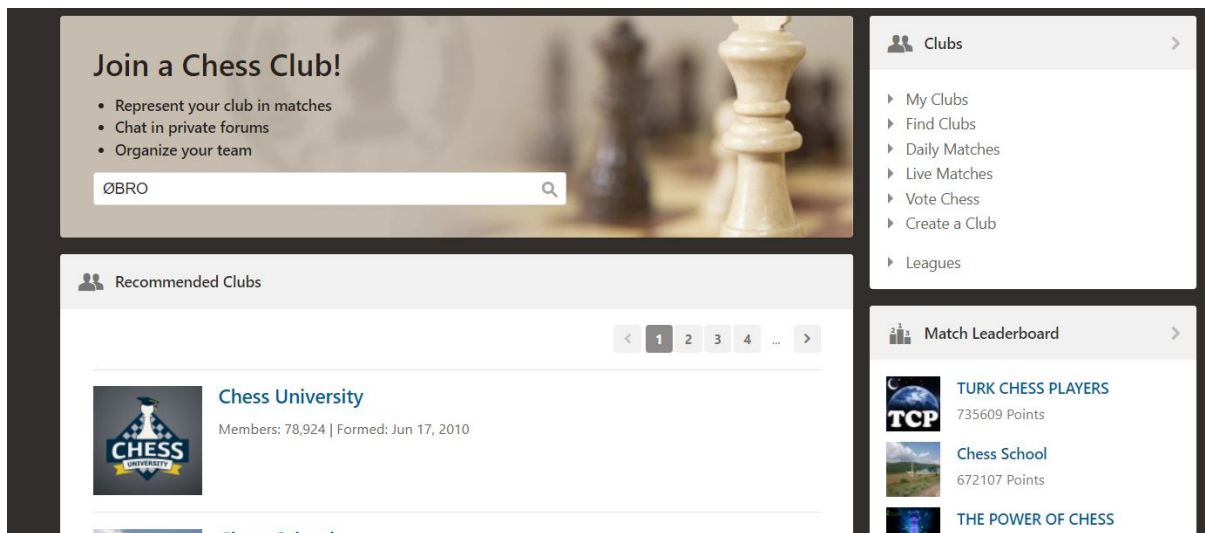 Join a Chess Club!
• Represent your club in matches
• Chat in private forums
• Organize your team
ØBRO
Recommended Clubs
1 2 3 4 ...
CHESS
UNIVERSITY
Chess University
Members: 78,924 | Formed: Jun 17, 2010
Clubs
My Clubs
Find Clubs
Daily Matches
Live Matches
Vote Chess
Create a Club
Leagues
Match Leaderboard
TCP
TURK CHESS PLAYERS
735609 Points
Chess School
672107 Points
THE POWER OF CHESS